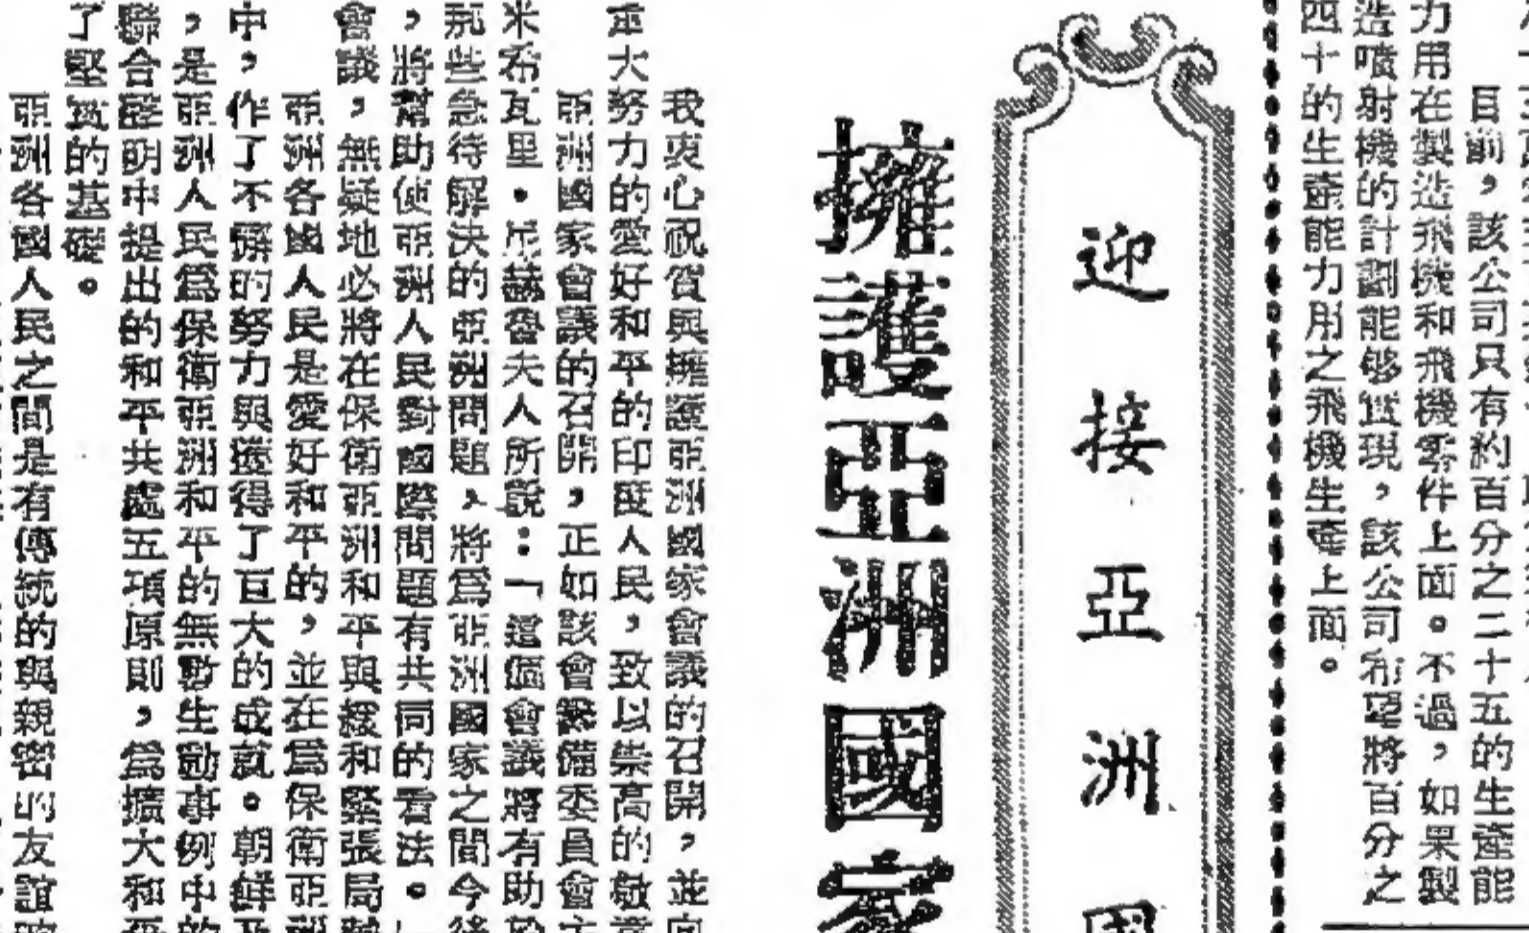 目前，該公司只有約百分之二十五的生產能
力用在製造飛機和飛機零件上面。不過，如果製
造噴射機的計劃能够實現，該公司希望將百分之
四十的生產能力用之飛機生產上面。
迎接亞洲國
擁護亞洲國家
我衷心祝賀與擁護亞洲國家會議的召開，並向
重大努力的愛好和平的印度人民，致以崇高的敬意
亞洲國家會議的召開，正如該會籌備委員會主
米希瓦里·尼赫魯夫人所說：「這個會議將有助於
那些急待解決的亞洲問題，將爲亞洲國家之間今後
，將幫助使亞洲人民對國際問題有共同的看法。」
會議，無疑地必將在保衛亞洲和平與緩和緊張局勢
亞洲各國人民是愛好和平的，並在爲保衛亞洲
中，作了不懈的努力與獲得了巨大的成就。朝鮮及
，是亞洲人民爲保衛亞洲和平的無數生動事例中的
聯合聲明中提出的和平共處五項原則，爲擴大和平
了堅實的基礎。
亞洲各國人民之間是有傳統的與親密的友誼